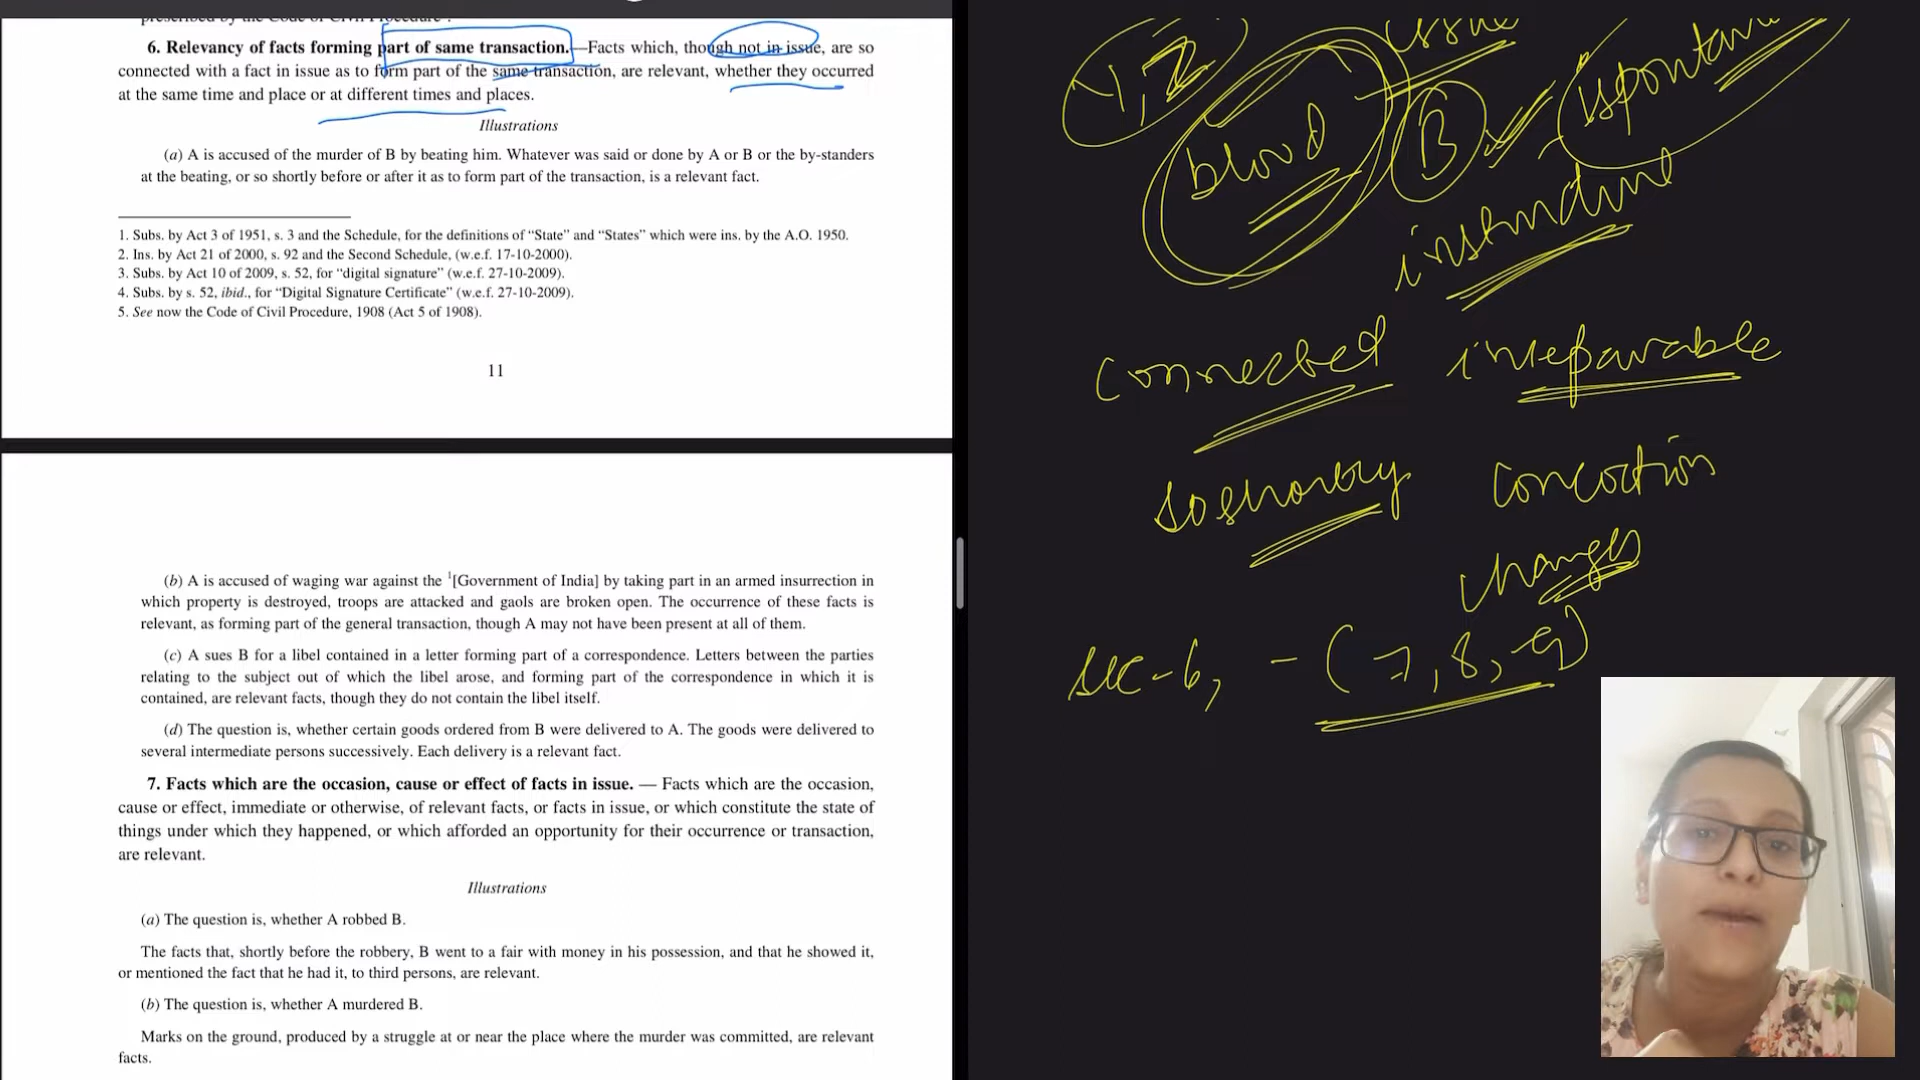 prescribed by the Code of Civil Procedure
6. Relevancy of facts forming part of same transaction.—Facts which, though not in issue, are so
connected with a fact in issue as to form part of the same transaction, are relevant, whether they occurred
at the same time and place or at different times and places.
Illustrations
(a) A is accused of the murder of B by beating him. Whatever was said or done by A or B or the by-standers
at the beating, or so shortly before or after it as to form part of the transaction, is a relevant fact.
1. Subs. by Act 3 of 1951, s. 3 and the Schedule, for the definitions of “State” and “States” which were ins. by the A.O. 1950.
2. Ins. by Act 21 of 2000, s. 92 and the Second Schedule, (w.e.f. 17-10-2000).
3. Subs. by Act 10 of 2009, s. 52, for “digital signature” (w.e.f. 27-10-2009).
4. Subs. by s. 52, ibid., for “Digital Signature Certificate” (w.e.f. 27-10-2009).
5. See now the Code of Civil Procedure, 1908 (Act 5 of 1908).
11
(b) A is accused of waging war against the 1[Government of India] by taking part in an armed insurrection in
which property is destroyed, troops are attacked and gaols are broken open. The occurrence of these facts is
relevant, as forming part of the general transaction, though A may not have been present at all of them.
(c) A sues B for a libel contained in a letter forming part of a correspondence. Letters between the parties
relating to the subject out of which the libel arose, and forming part of the correspondence in which it is
contained, are relevant facts, though they do not contain the libel itself.
(d) The question is, whether certain goods ordered from B were delivered to A. The goods were delivered to
several intermediate persons successively. Each delivery is a relevant fact.
7. Facts which are the occasion, cause or effect of facts in issue. — Facts which are the occasion,
cause or effect, immediate or otherwise, of relevant facts, or facts in issue, or which constitute the state of
things under which they happened, or which afforded an opportunity for their occurrence or transaction,
are relevant.
Illustrations
(a) The question is, whether A robbed B.
The facts that, shortly before the robbery, B went to a fair with money in his possession, and that he showed it,
or mentioned the fact that he had it, to third persons, are relevant.
(b) The question is, whether A murdered B.
Marks on the ground, produced by a struggle at or near the place where the murder was committed, are relevant
facts.
issue
Y, Z
blood
B
spontane
connected inseparable
so shortly concoction
changes
sec-6, - (7, 8, 9)